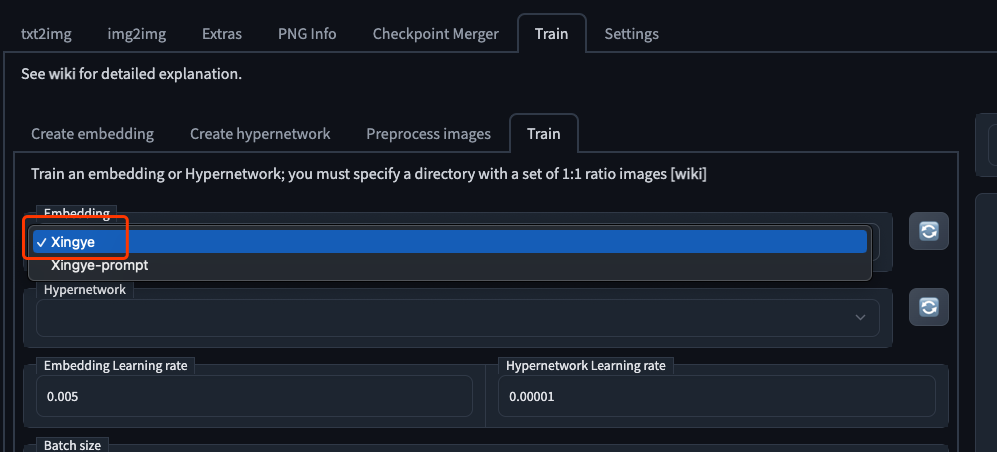 txt2img img2img Extras PNG Info Checkpoint Merger Train Settings
See wiki for detailed explanation.
Create embedding Create hypernetwork Preprocess images Train
Train an embedding or Hypernetwork; you must specify a directory with a set of 1:1 ratio images [wiki]
Embedding
✓ Xingye
Xingye-prompt
Hypernetwork
Embedding Learning rate Hypernetwork Learning rate
0.005 0.00001
Batch size